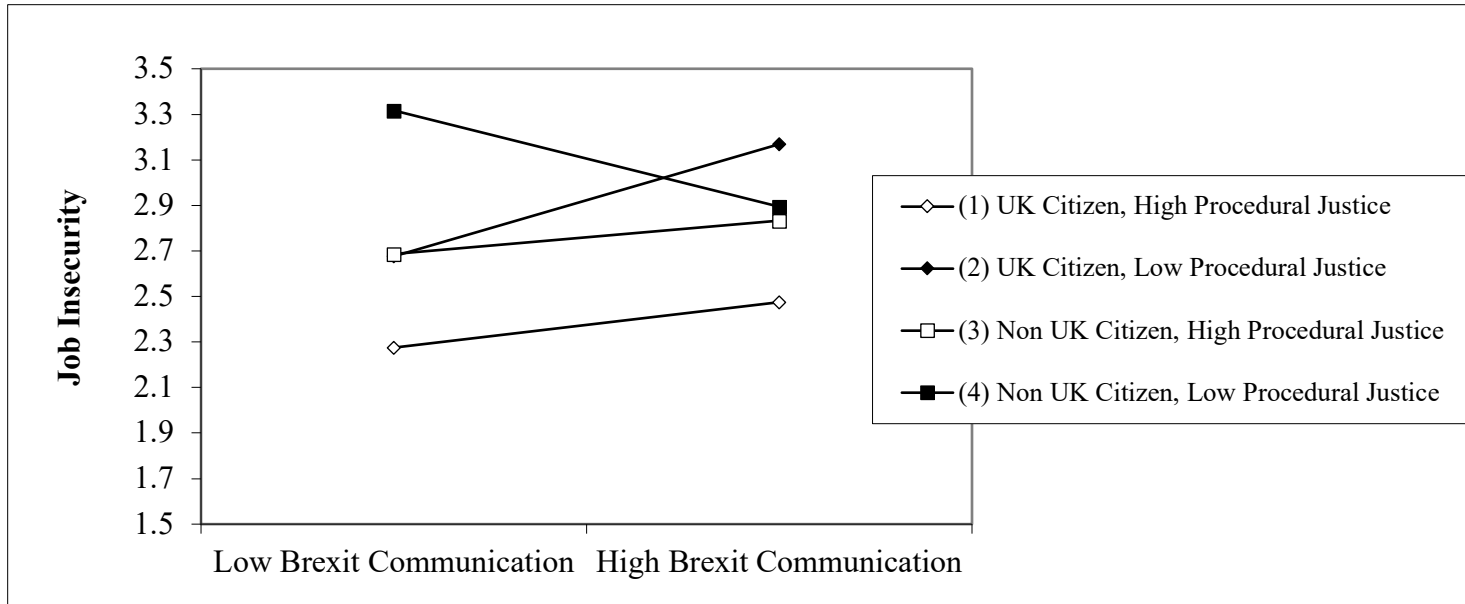 3.5
3.3
3.1
2.9
2.7
2.5
2.3
2.1
1.9
1.7
1.5
Job Insecurity
Low Brexit Communication
High Brexit Communication
(1) UK Citizen, High Procedural Justice
(2) UK Citizen, Low Procedural Justice
(3) Non UK Citizen, High Procedural Justice
(4) Non UK Citizen, Low Procedural Justice